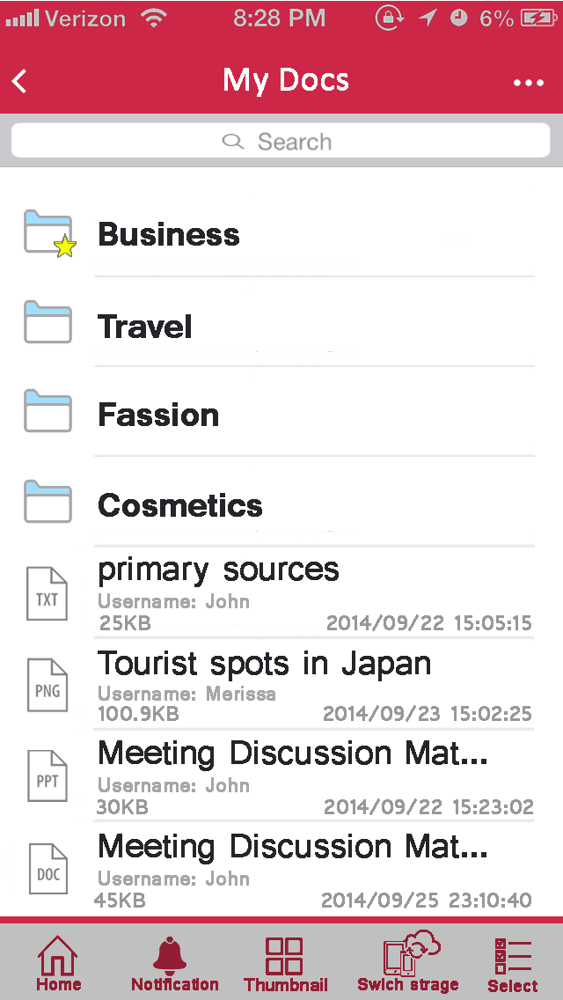 Verizon 8:28 PM 6%
My Docs
Search
Business
Travel
Fassion
Cosmetics
TXT
primary sources
Username: John
25KB 2014/09/22 15:05:15
PNG
Tourist spots in Japan
Username: Merissa
100.9KB 2014/09/23 15:02:25
PPT
Meeting Discussion Mat...
Username: John
30KB 2014/09/22 15:23:02
DOC
Meeting Discussion Mat...
Username: John
45KB 2014/09/25 23:10:40
Home Notification Thumbnail Swich strage Select